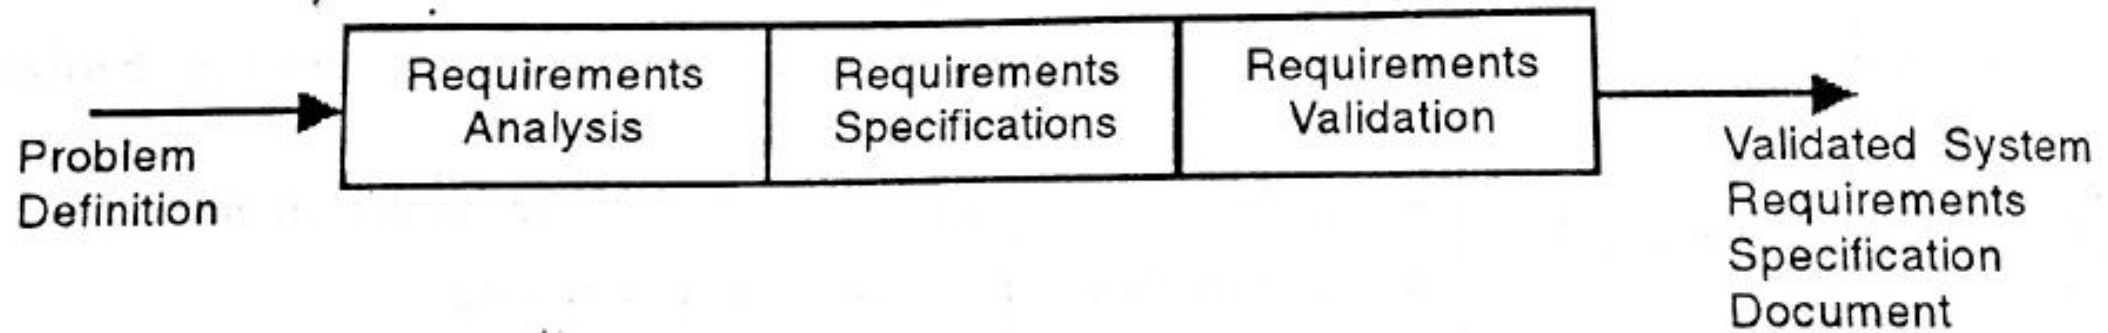 Problem
Definition
Requirements
Analysis
Requirements
Specifications
Requirements
Validation
Validated System
Requirements
Specification
Document